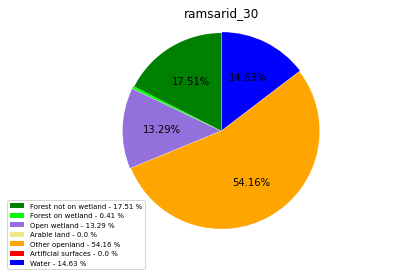 ramsarid_30
17.51%
14.63%
13.29%
54.16%
Forest not on wetland - 17.51 %
Forest on wetland - 0.41 %
Open wetland - 13.29 %
Arable land - 0.0 %
Other openland - 54.16 %
Artificial surfaces - 0.0 %
Water - 14.63 %